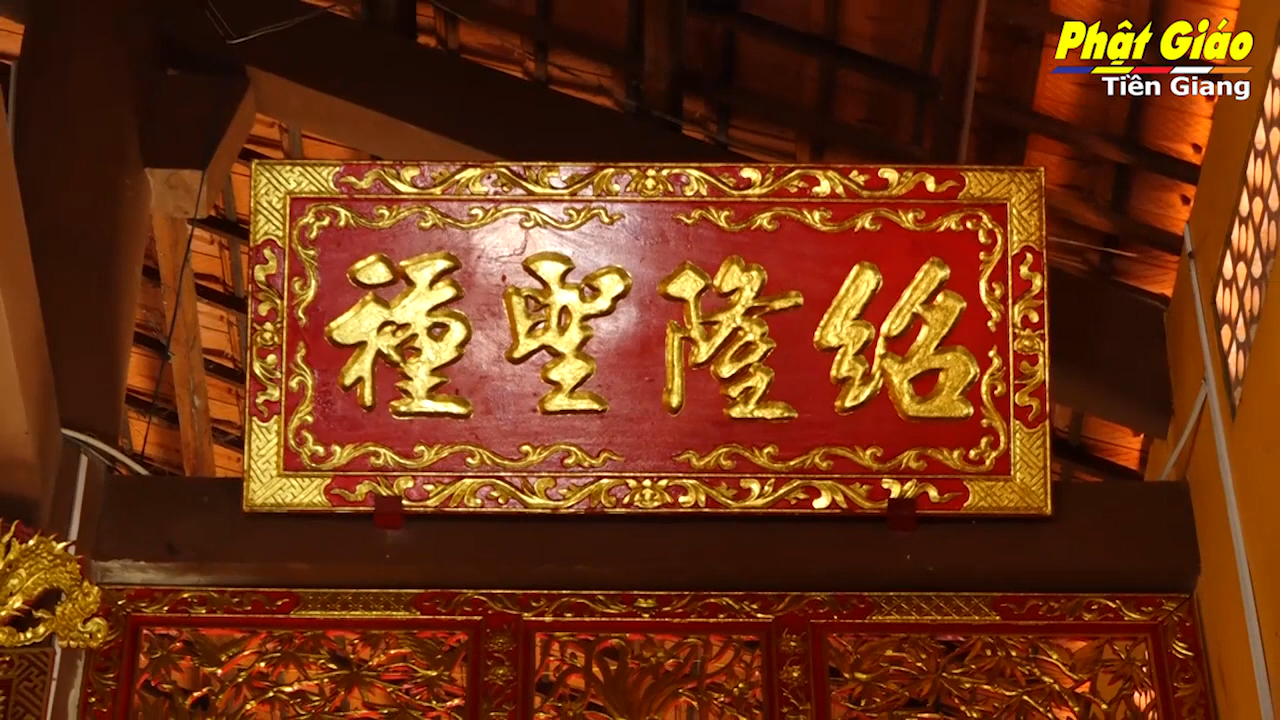 Phật Giáo
Tiền Giang
紹隆聖種